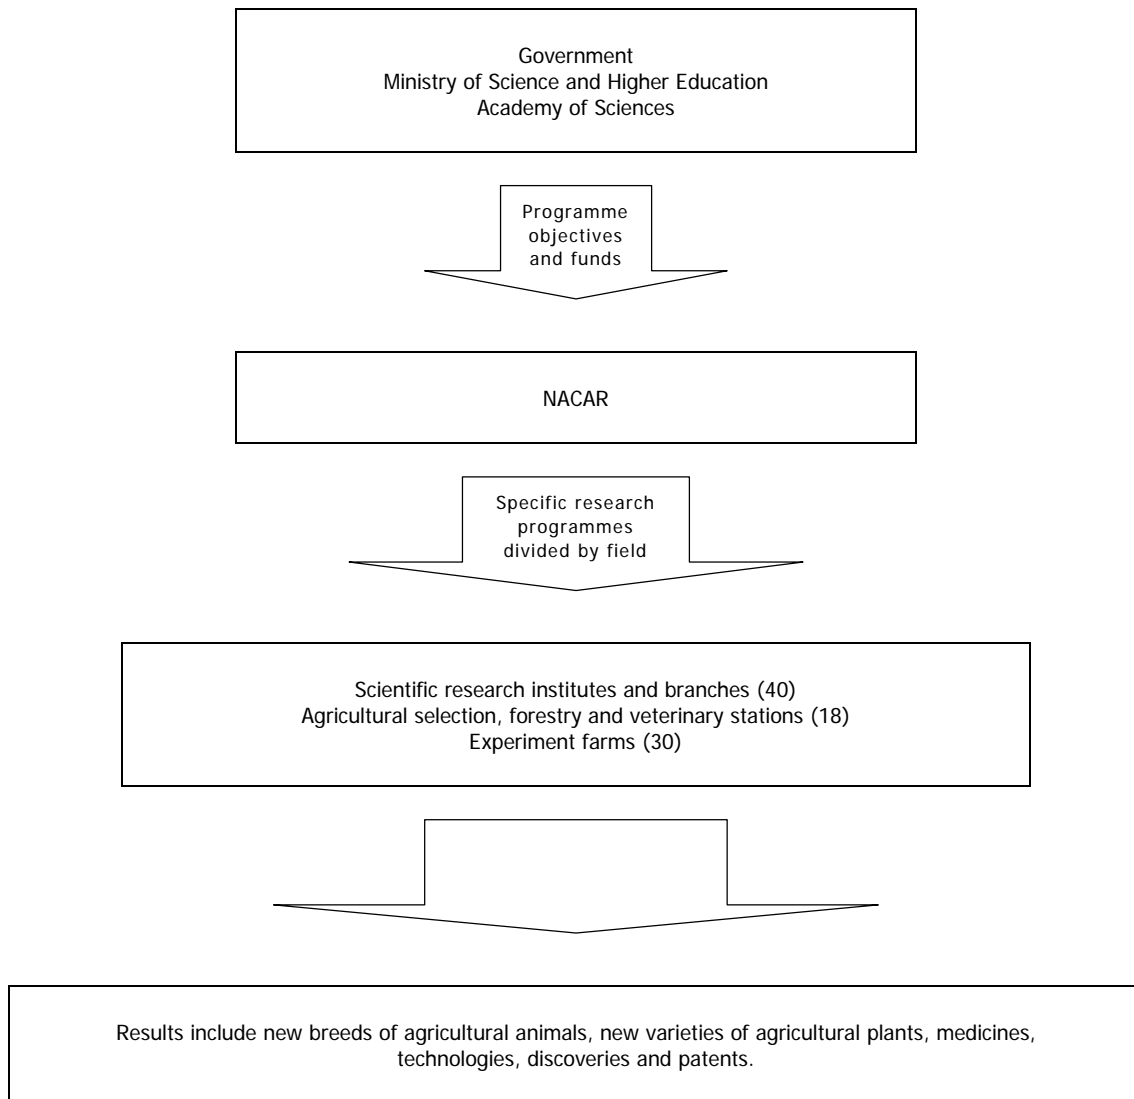 Government
Ministry of Science and Higher Education
Academy of Sciences
Programme
objectives
and funds
NACAR
Specific research
programmes
divided by field
Scientific research institutes and branches (40)
Agricultural selection, forestry and veterinary stations (18)
Experiment farms (30)
Results include new breeds of agricultural animals, new varieties of agricultural plants, medicines,
technologies, discoveries and patents.